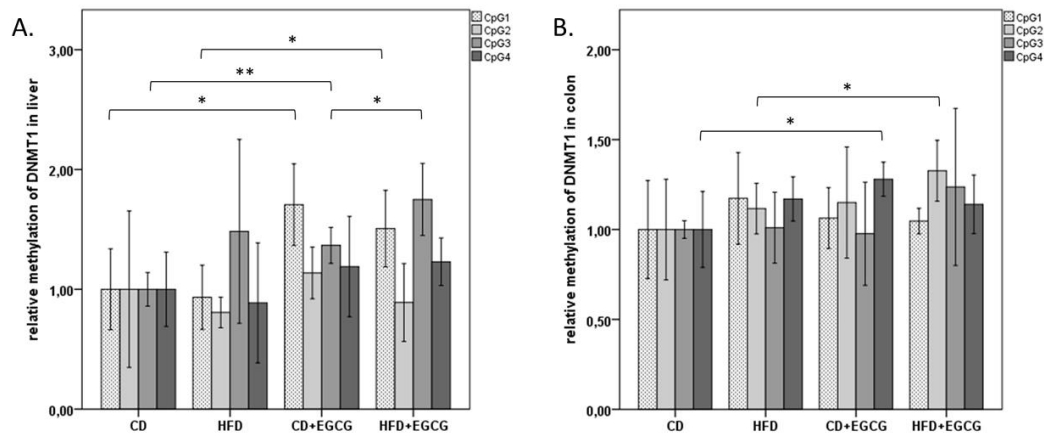 A.
relative methylation of DNMT1 in liver
3,00
2,00
1,00
0,00
*
**
*
*
CD HFD CD+EGCG HFD+EGCG
CpG1
CpG2
CpG3
CpG4
B.
relative methylation of DNMT1 in colon
2,00
1,50
1,00
0,50
0,00
*
*
CD HFD CD+EGCG HFD+EGCG
CpG1
CpG2
CpG3
CpG4